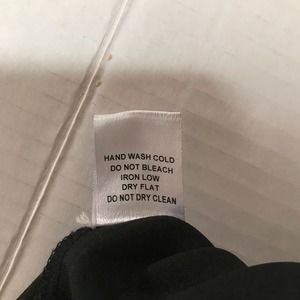 HAND WASH COLD
DO NOT BLEACH
IRON LOW
DRY FLAT
DO NOT DRY CLEAN